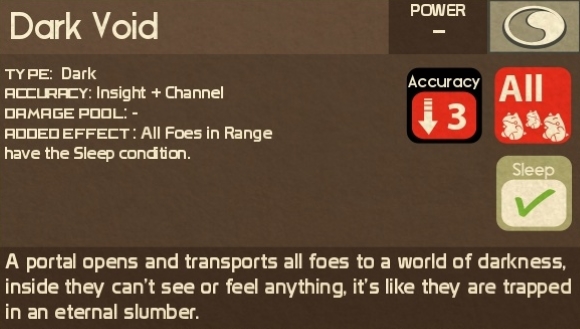 Dark Void
POWER
–
TYPE: Dark
ACCURACY: Insight + Channel
DAMAGE POOL: -
ADDED EFFECT: All Foes in Range
have the Sleep condition.
Accuracy
3
All
Sleep
A portal opens and transports all foes to a world of darkness,
inside they can't see or feel anything, it's like they are trapped
in an eternal slumber.